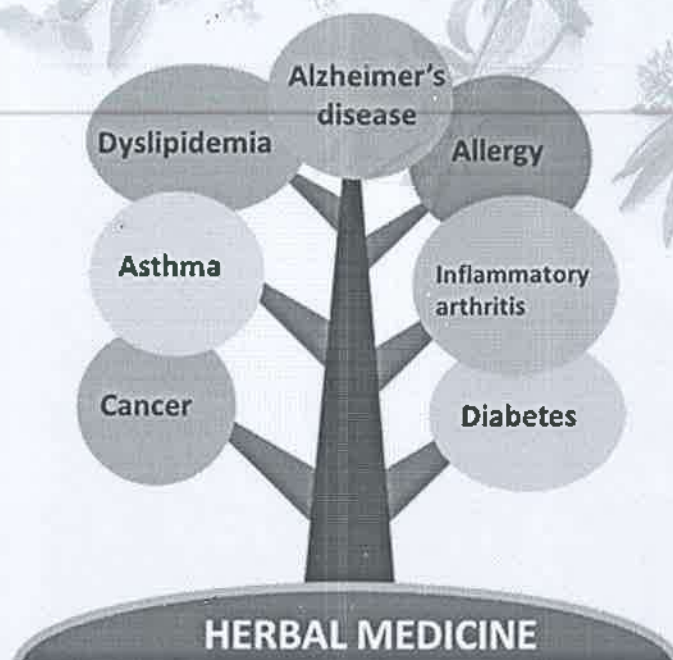 Alzheimer's
disease
Dyslipidemia
Allergy
Asthma
Inflammatory
arthritis
Cancer
Diabetes
HERBAL MEDICINE